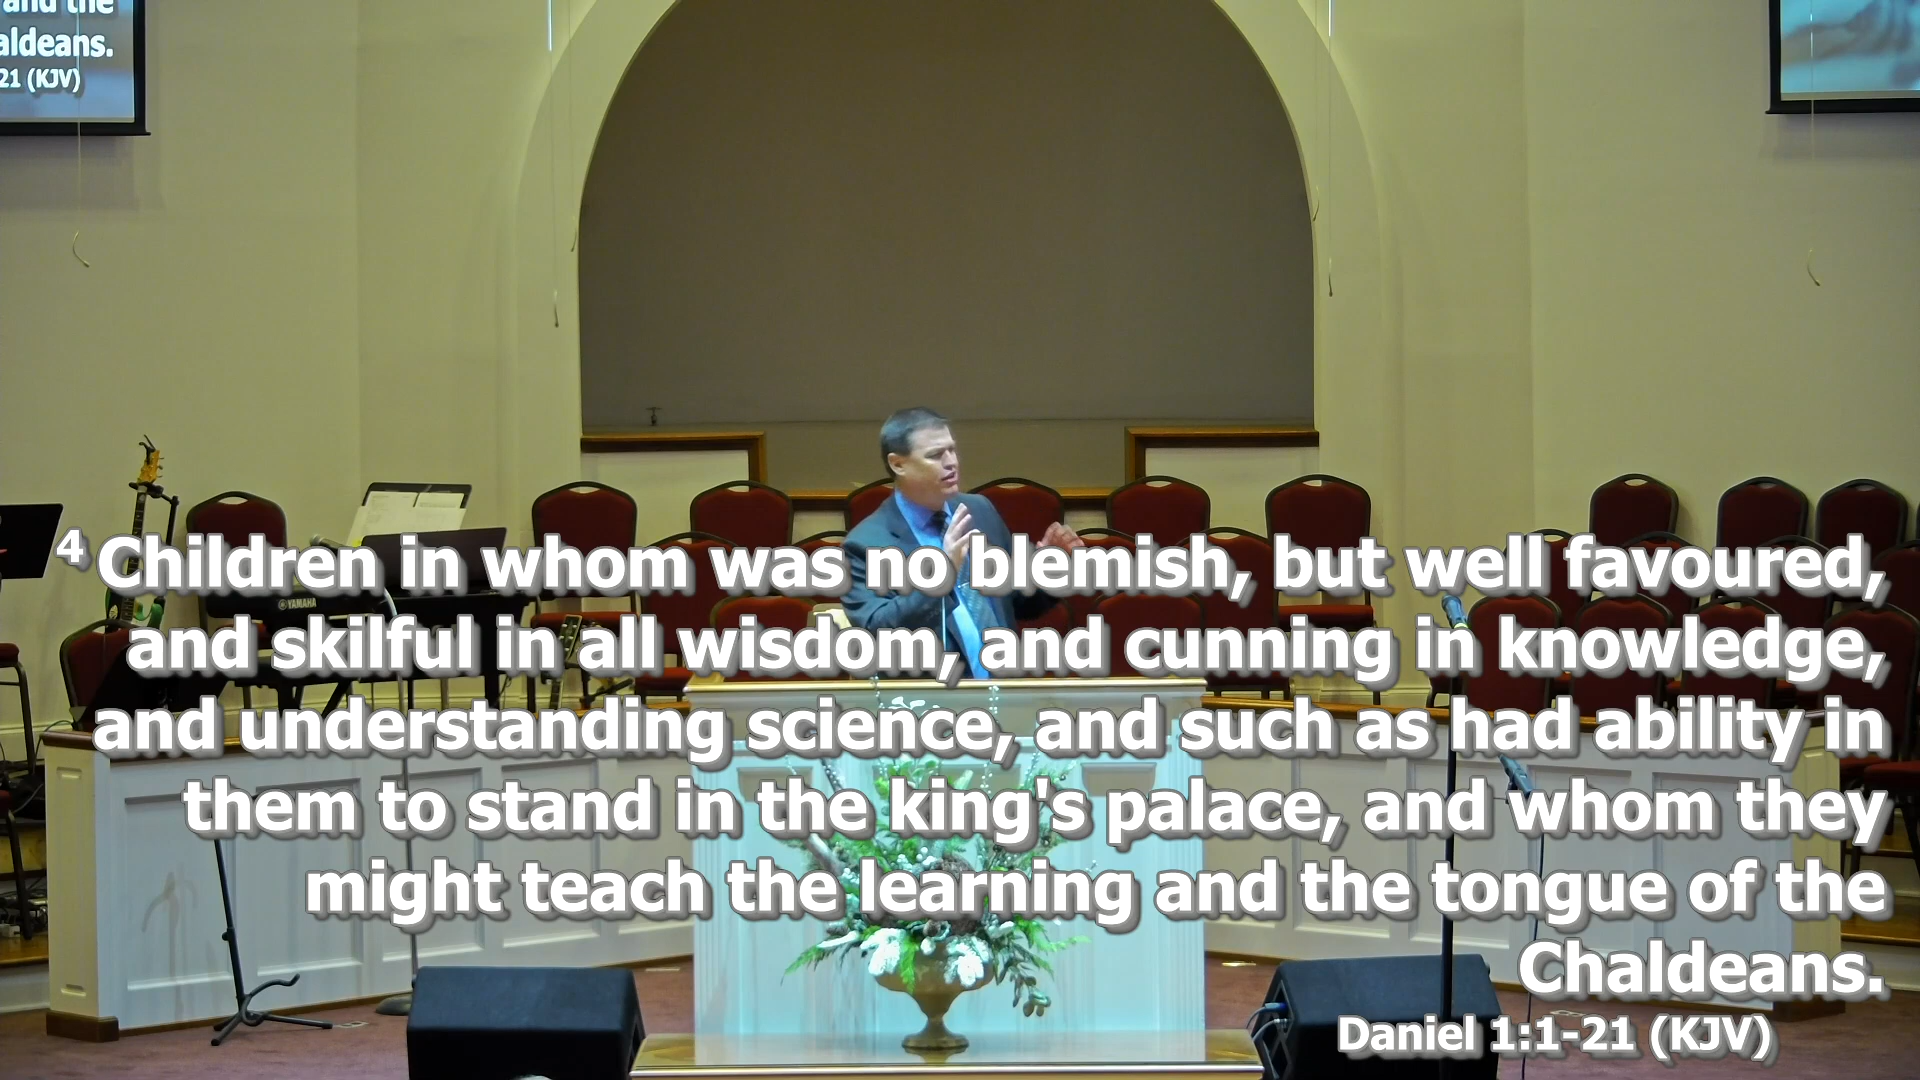 and the
aldeans.
21 (KJV)
YAMAHA
4 Children in whom was no blemish, but well favoured,
and skilful in all wisdom, and cunning in knowledge,
and understanding science, and such as had ability in
them to stand in the king's palace, and whom they
might teach the learning and the tongue of the
Chaldeans.
Daniel 1:1-21 (KJV)